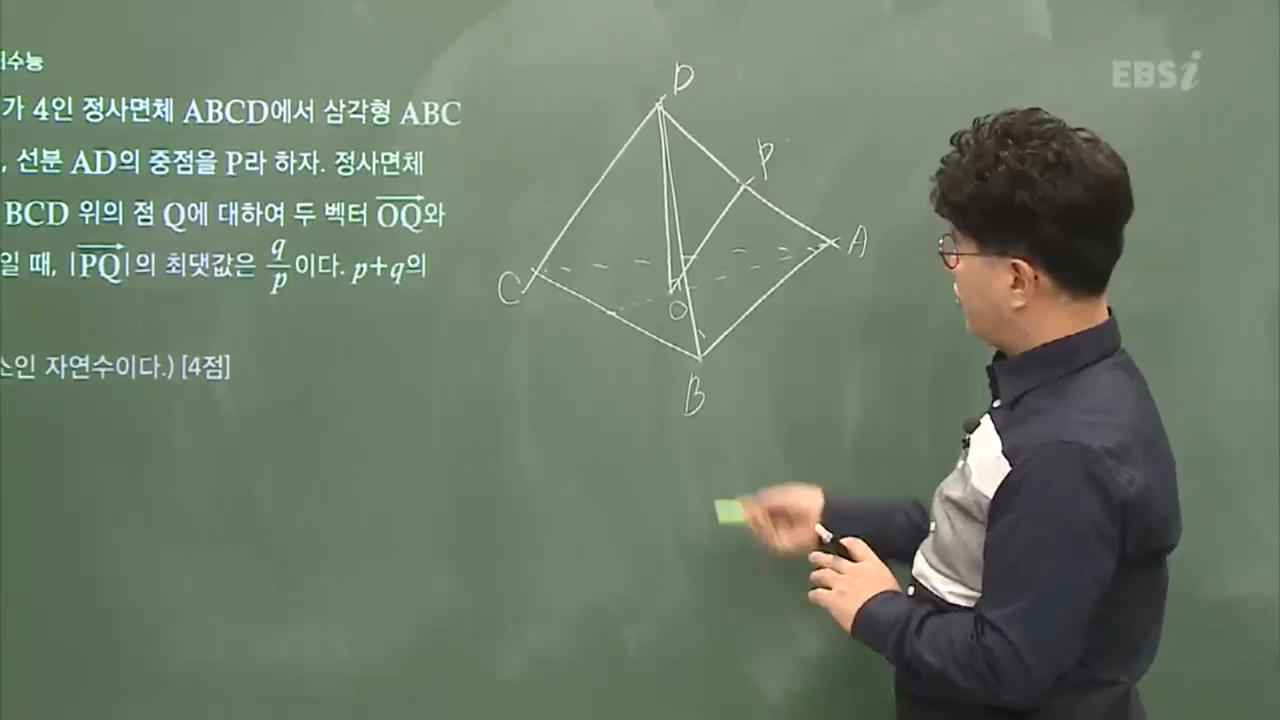 수능
가 4인 정사면체 ABCD에서 삼각형 ABC
, 선분 AD의 중점을 P라 하자. 정사면체
BCD 위의 점 Q에 대하여 두 벡터 OQ와
일 때, |PQ|의 최댓값은 q/p이다. p+q의
소인 자연수이다.) [4점]
D
P
A
C
O
B
EBSi